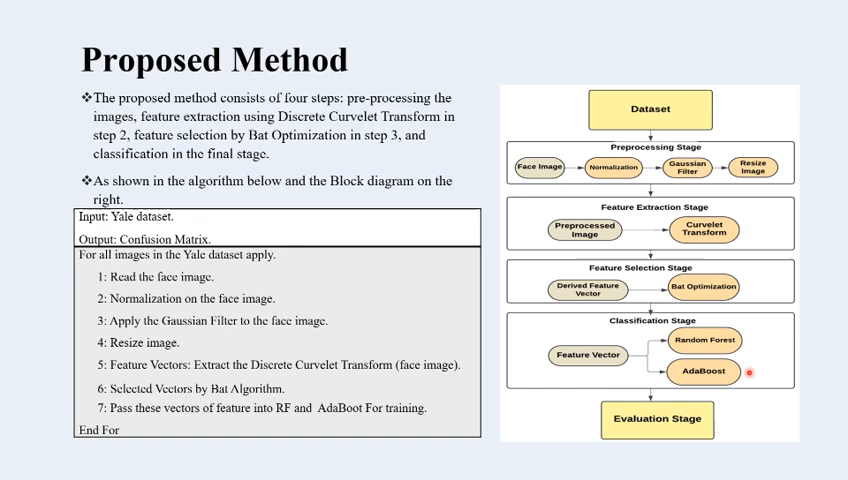 Proposed Method
❖The proposed method consists of four steps: pre-processing the
images, feature extraction using Discrete Curvelet Transform in
step 2, feature selection by Bat Optimization in step 3, and
classification in the final stage.
❖As shown in the algorithm below and the Block diagram on the
right.
Input: Yale dataset.
Output: Confusion Matrix.
For all images in the Yale dataset apply.
1: Read the face image.
2: Normalization on the face image.
3: Apply the Gaussian Filter to the face image.
4: Resize image.
5: Feature Vectors: Extract the Discrete Curvelet Transform (face image).
6: Selected Vectors by Bat Algorithm.
7: Pass these vectors of feature into RF and AdaBoot For training.
End For
Dataset
Preprocessing Stage
Face Image
Normalization
Gaussian
Filter
Resize
Image
Feature Extraction Stage
Preprocessed
Image
Curvelet
Transform
Feature Selection Stage
Derived Feature
Vector
Bat Optimization
Classification Stage
Feature Vector
Random Forest
AdaBoost
Evaluation Stage